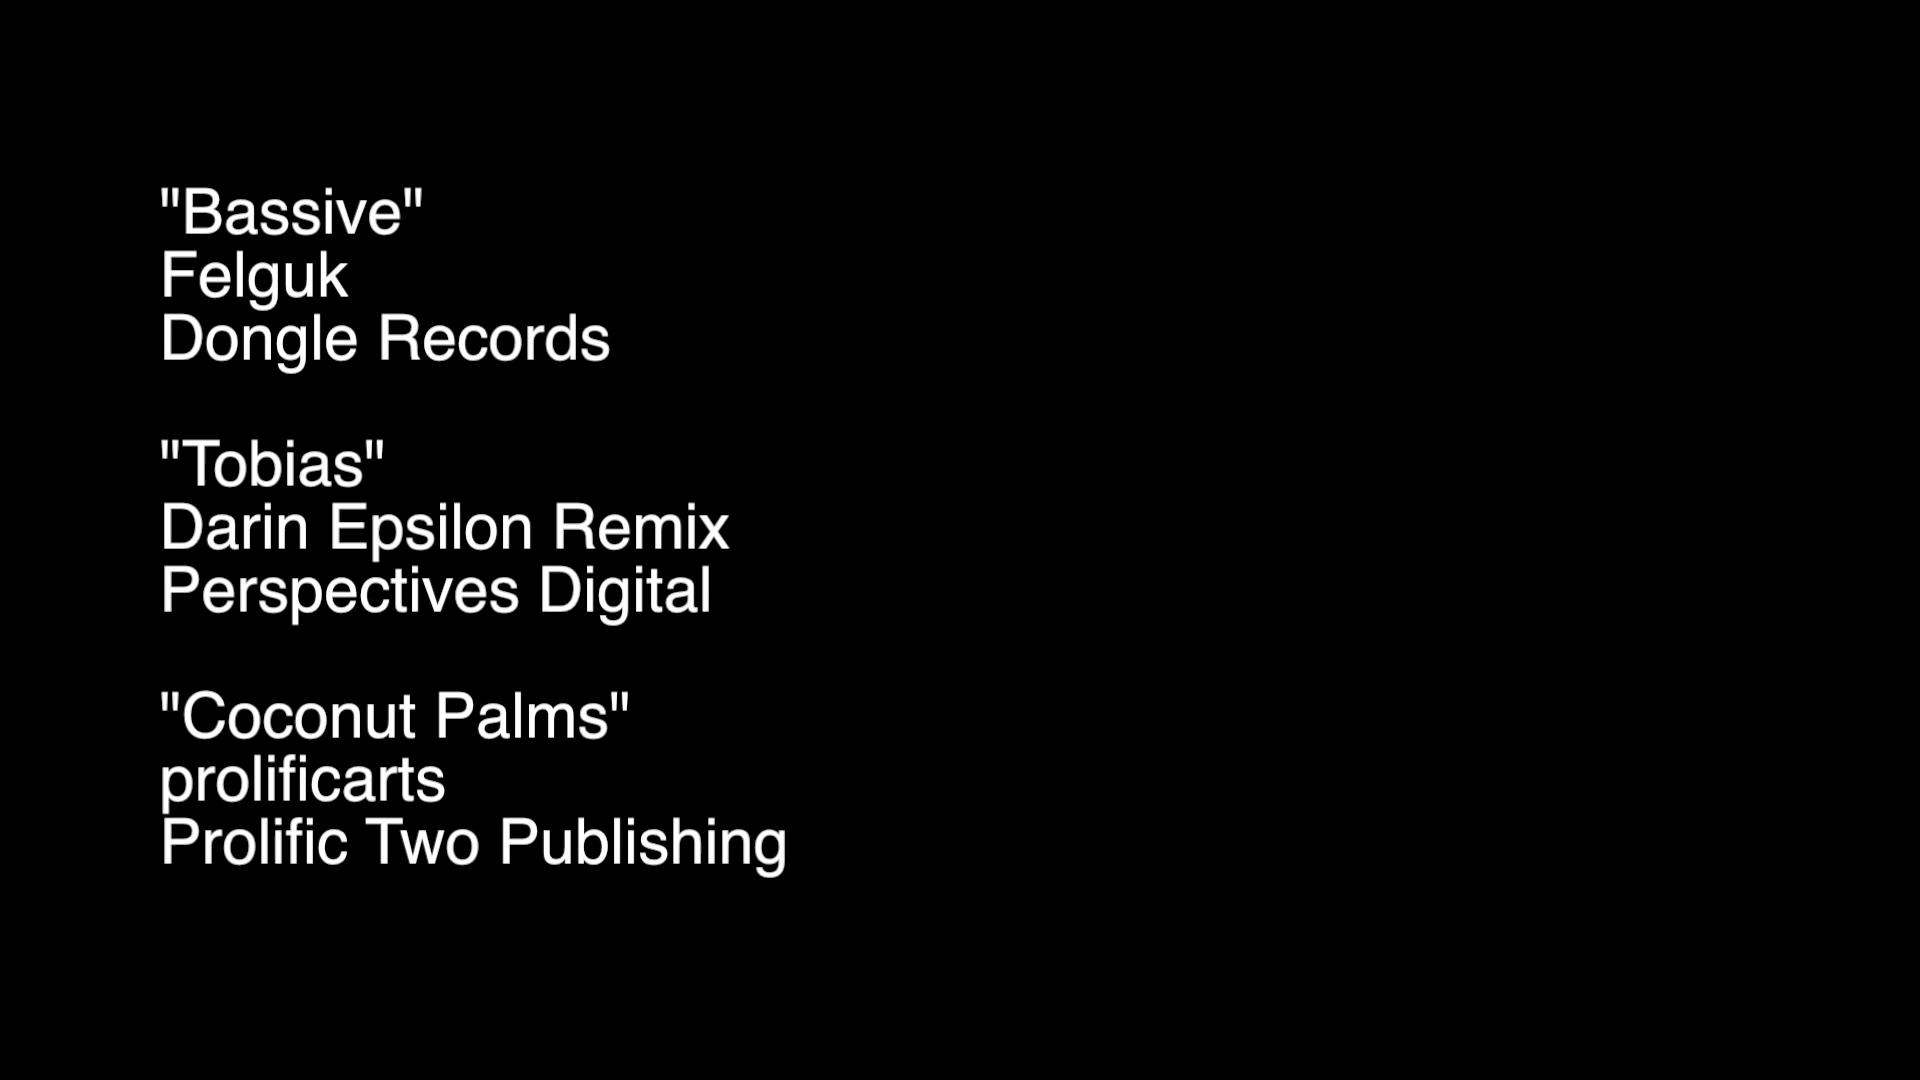 "Bassive"
Felguk
Dongle Records
"Tobias"
Darin Epsilon Remix
Perspectives Digital
"Coconut Palms"
prolificarts
Prolific Two Publishing